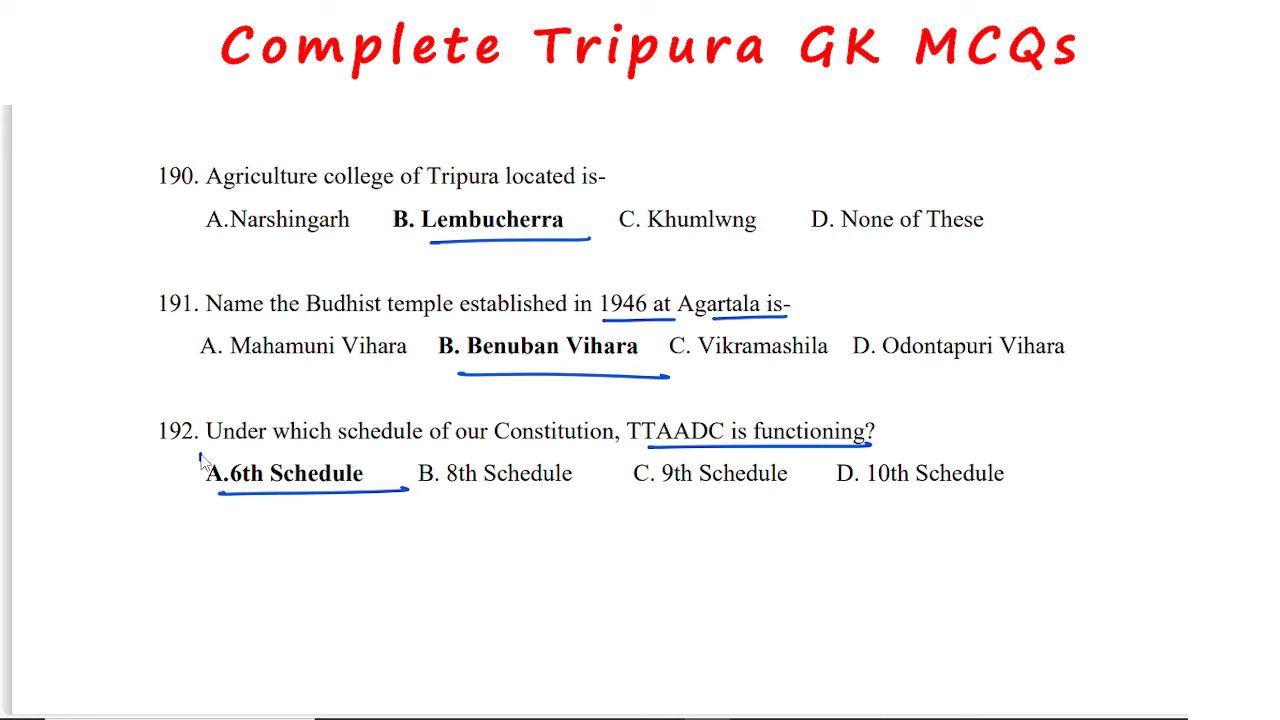 Complete Tripura GK MCQs
190. Agriculture college of Tripura located is-
A.Narshingarh B. Lembucherra C. Khumlwng D. None of These
191. Name the Budhist temple established in 1946 at Agartala is-
A. Mahamuni Vihara B. Benuban Vihara C. Vikramashila D. Odontapuri Vihara
192. Under which schedule of our Constitution, TTAADC is functioning?
A.6th Schedule B. 8th Schedule C. 9th Schedule D. 10th Schedule